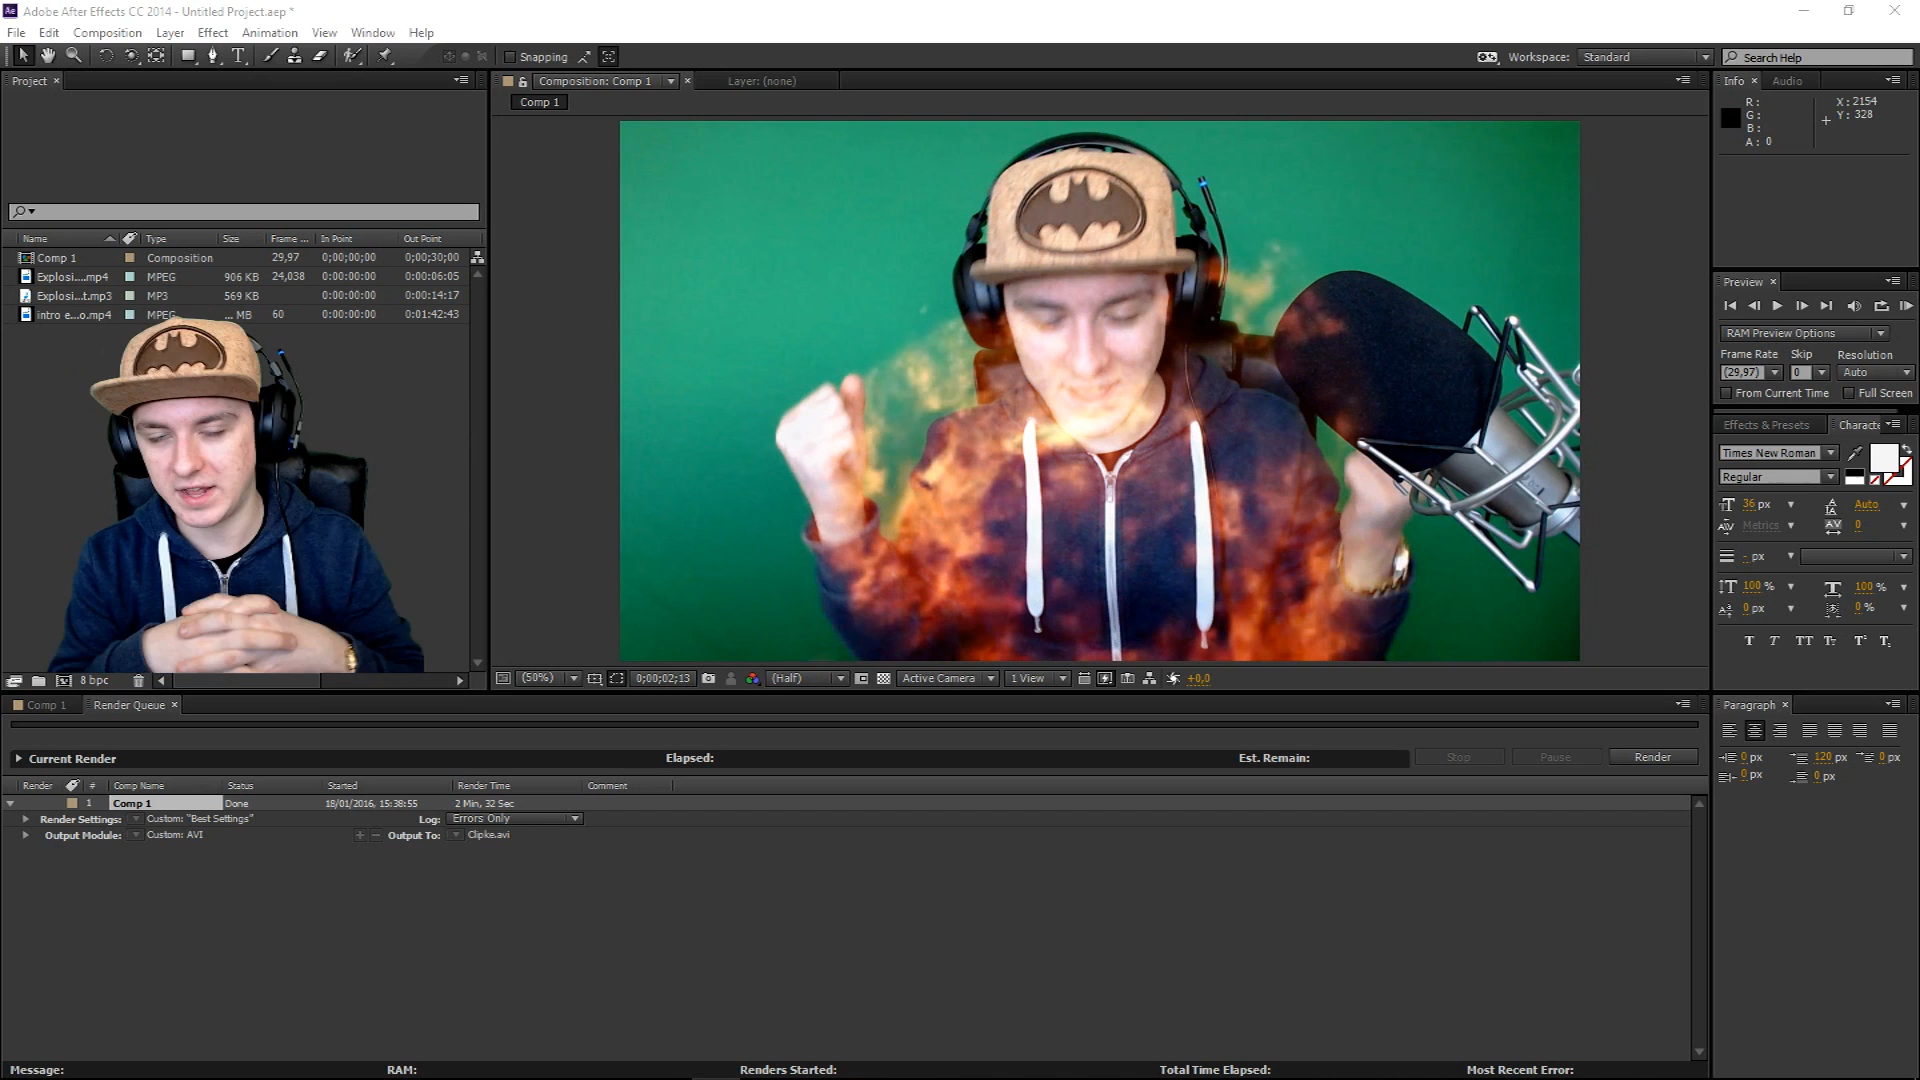 Adobe After Effects CC 2014 - Untitled Project.aep *
File Edit Composition Layer Effect Animation View Window Help
Snapping Workspace: Standard Search Help
Project Composition: Comp 1 Layer: (none) Info Audio
Comp 1
R: X: 2154
G: Y: 328
B:
A: 0
Name Type Size Frame ... In Point Out Point
Comp 1 Composition 29,97 0;00;00;00 0;00;30;00
Explosi....mp4 MPEG 906 KB 24,038 0:00:00:00 0:00:06:05
Explosi...t.mp3 MP3 569 KB 0:00:00:00 0:00:14:17
intro e...o.mp4 MPEG ... MB 60 0:00:00:00 0:01:42:43
Preview
RAM Preview Options
Frame Rate Skip Resolution
(29,97) 0 Auto
From Current Time Full Screen
Effects & Presets Characte
Times New Roman
Regular
36 px Auto
Metrics 0
- px
100 % 100 %
0 px 0 %
T T TT Tт T¹ T₁
8 bpc (50%) 0;00;02;13 (Half) Active Camera 1 View +0,0
Comp 1 Render Queue Paragraph
Current Render Elapsed: Est. Remain: Stop Pause Render
0 px 120 px 0 px
0 px 0 px
Render # Comp Name Status Started Render Time Comment
1 Comp 1 Done 18/01/2016, 15:38:55 2 Min, 32 Sec
Render Settings: Custom: "Best Settings" Log: Errors Only
Output Module: Custom: AVI Output To: Clipke.avi
Message: RAM: Renders Started: Total Time Elapsed: Most Recent Error: